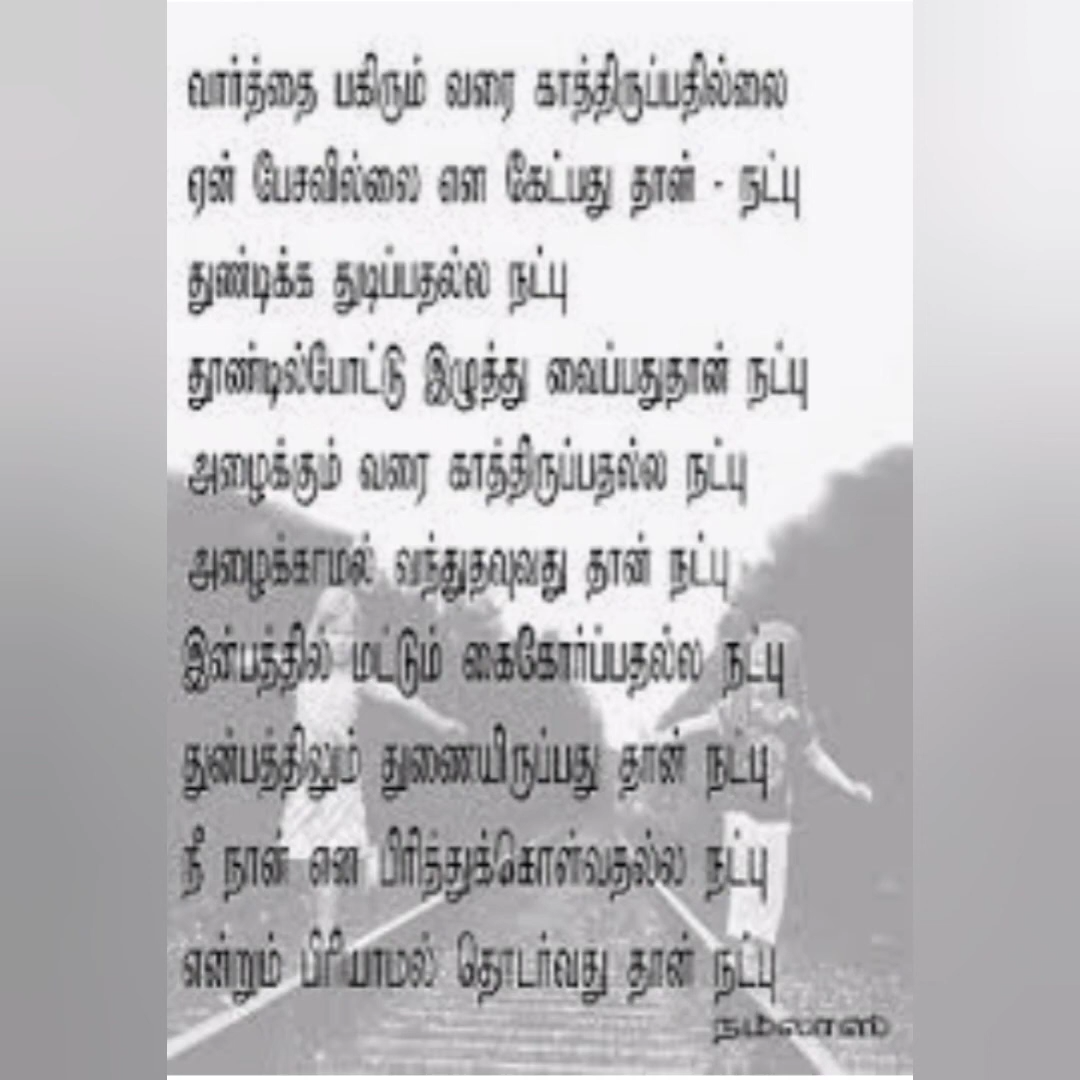 வார்த்தை பகிரும் வரை காத்திருப்பதில்லை
ஏன் பேசவில்லை என கேட்பது தான் - நட்பு
துண்டிக்க துடிப்பதல்ல நட்பு
தூண்டில்போட்டு இழுத்து வைப்பதுதான் நட்பு
அழைக்கும் வரை காத்திருப்பதல்ல நட்பு
அழைக்காமல் வந்துதவுவது தான் நட்பு
இன்பத்தில் மட்டும் கைகோர்ப்பதல்ல நட்பு
துன்பத்திலும் துணையிருப்பது தான் நட்பு
நீ நான் என பிரித்துக்கொள்வதல்ல நட்பு
என்றும் பிரியாமல் தொடர்வது தான் நட்பு
நம்லாஸ்